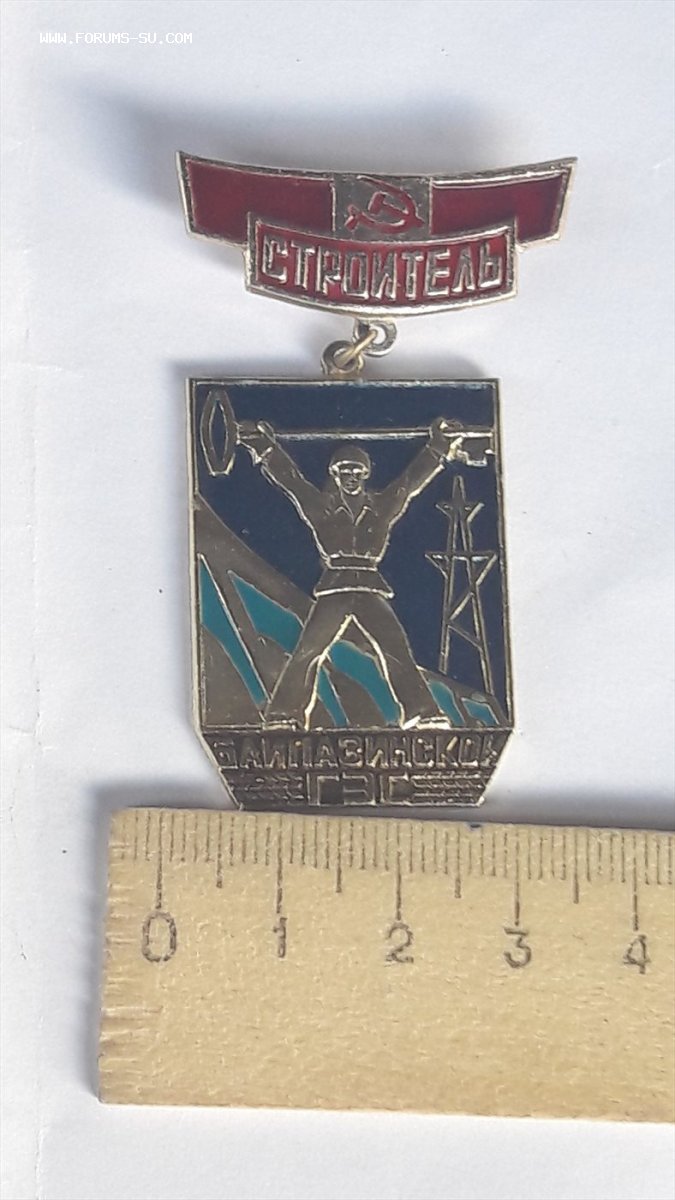 WWW.FORUMS-SU.COM
СТРОИТЕЛЬ
БАЙПАЗИНСКОЙ
ГЭС
0 1 2 3 4